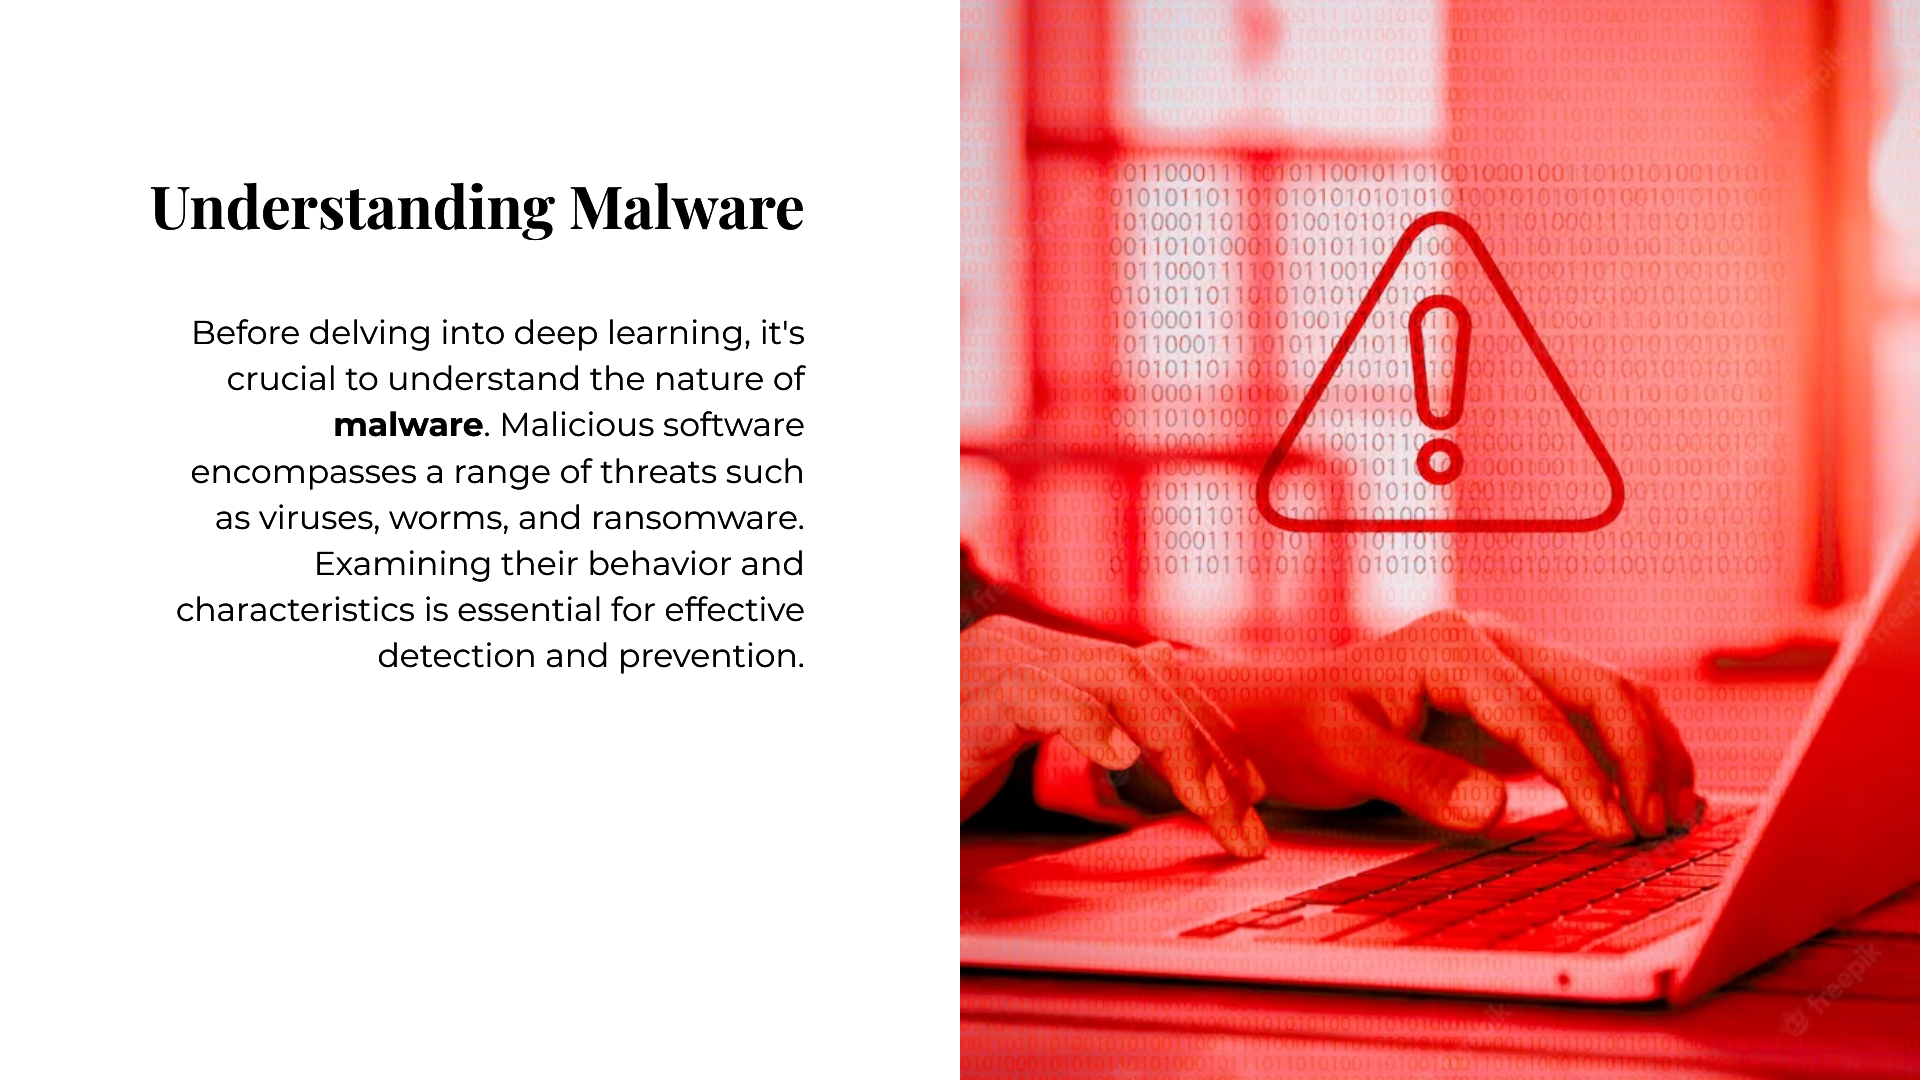 Understanding Malware
Before delving into deep learning, it's
crucial to understand the nature of
malware. Malicious software
encompasses a range of threats such
as viruses, worms, and ransomware.
Examining their behavior and
characteristics is essential for effective
detection and prevention.
freepik